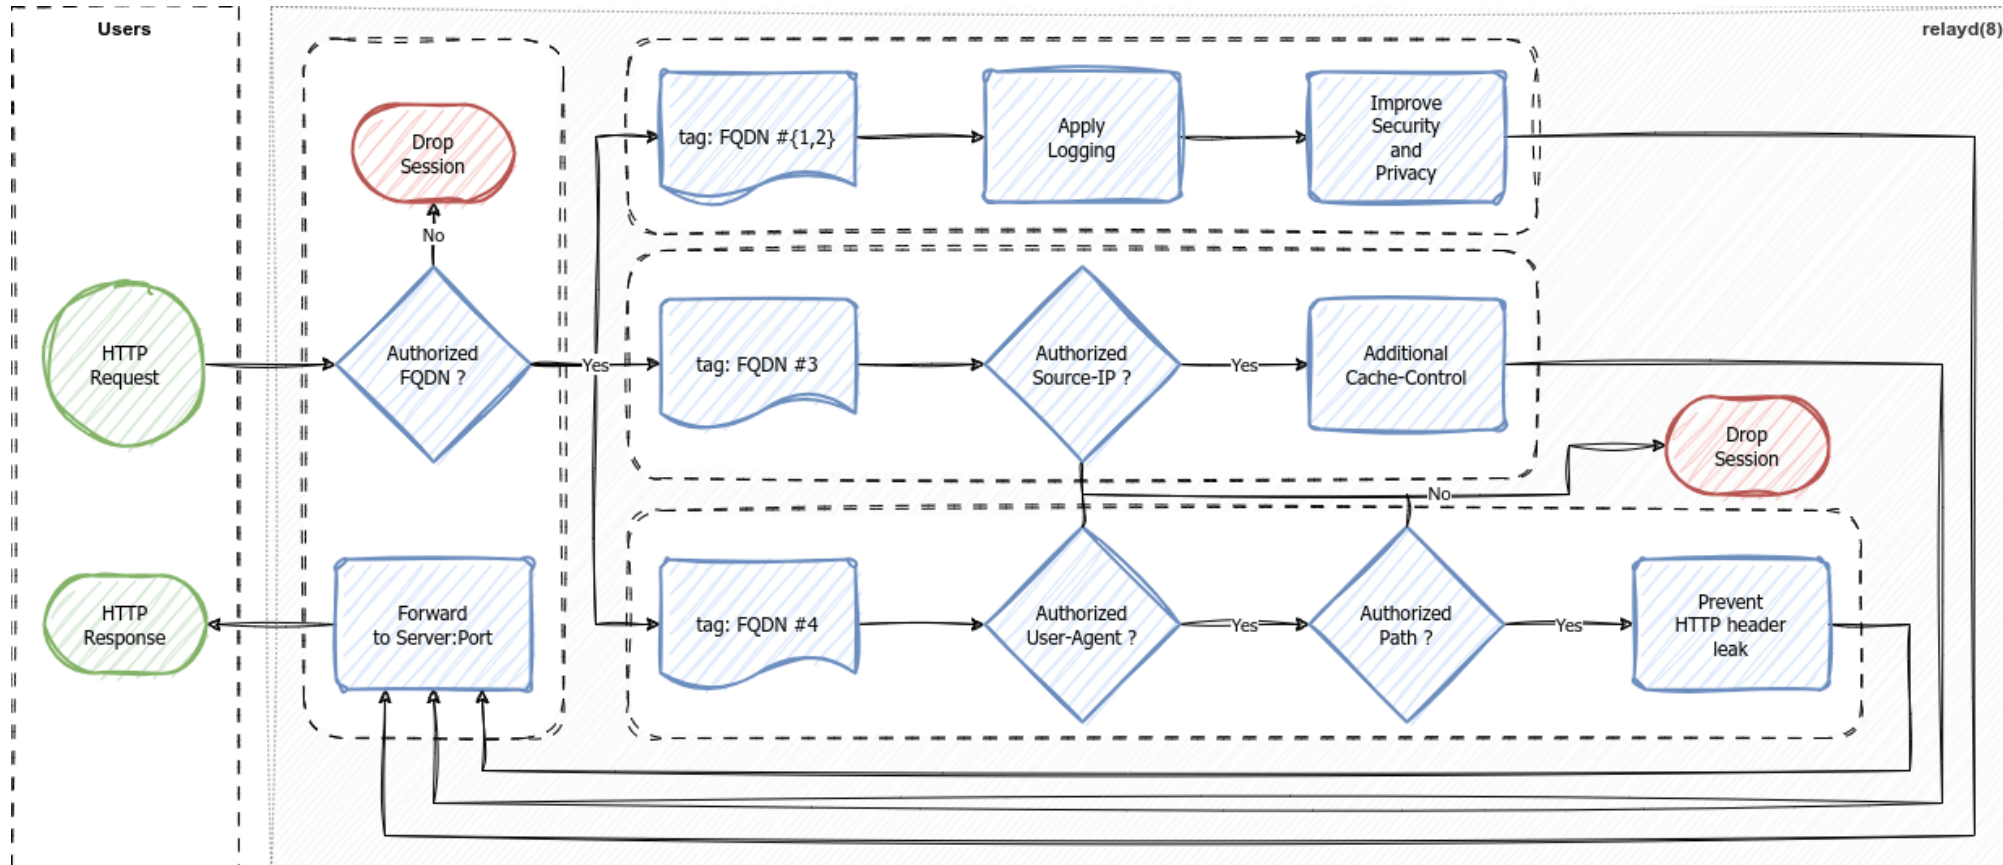 Users
relayd(8)
Drop
Session
No
HTTP
Request
Authorized
FQDN ?
Yes
tag: FQDN #{1,2}
Apply
Logging
Improve
Security
and
Privacy
tag: FQDN #3
Authorized
Source-IP ?
Yes
Additional
Cache-Control
Drop
Session
No
HTTP
Response
Forward
to Server:Port
tag: FQDN #4
Authorized
User-Agent ?
Yes
Authorized
Path ?
Yes
Prevent
HTTP header
leak